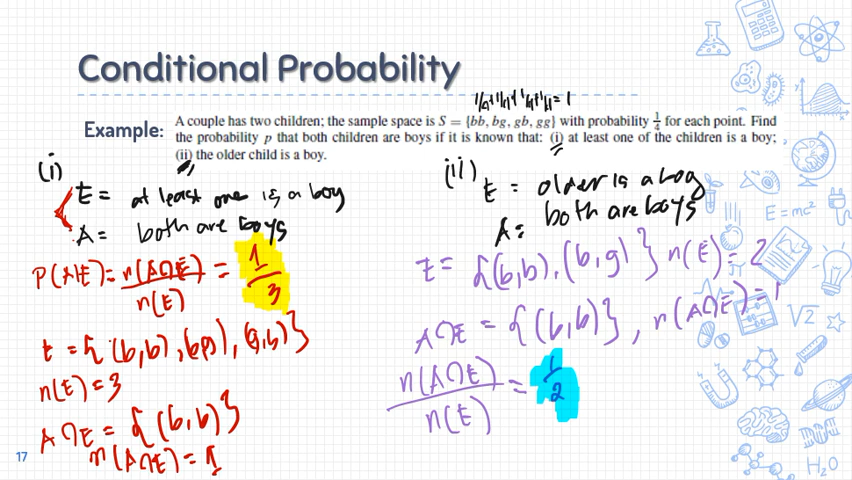 Conditional Probability
1/4+1/4+1/4+1/4=1
Example: A couple has two children; the sample space is S = {bb, bg, gb, gg} with probability 1/4 for each point. Find
the probability p that both children are boys if it is known that: (i) at least one of the children is a boy;
(ii) the older child is a boy.
(i)
E = at least one is a boy
A = both are boys
P(A|E) = n(A∩E)/n(E) = 1/3
E = {(b,b), (b,g), (g,b)}
n(E) = 3
A∩E = {(b,b)}
n(A∩E) = 1
(ii)
E = older is a boy
A = both are boys
E = {(b,b), (b,g)} n(E) = 2
A∩E = {(b,b)}, n(A∩E) = 1
n(A∩E)/n(E) = 1/2
E=mc²
√2
H₂O
17